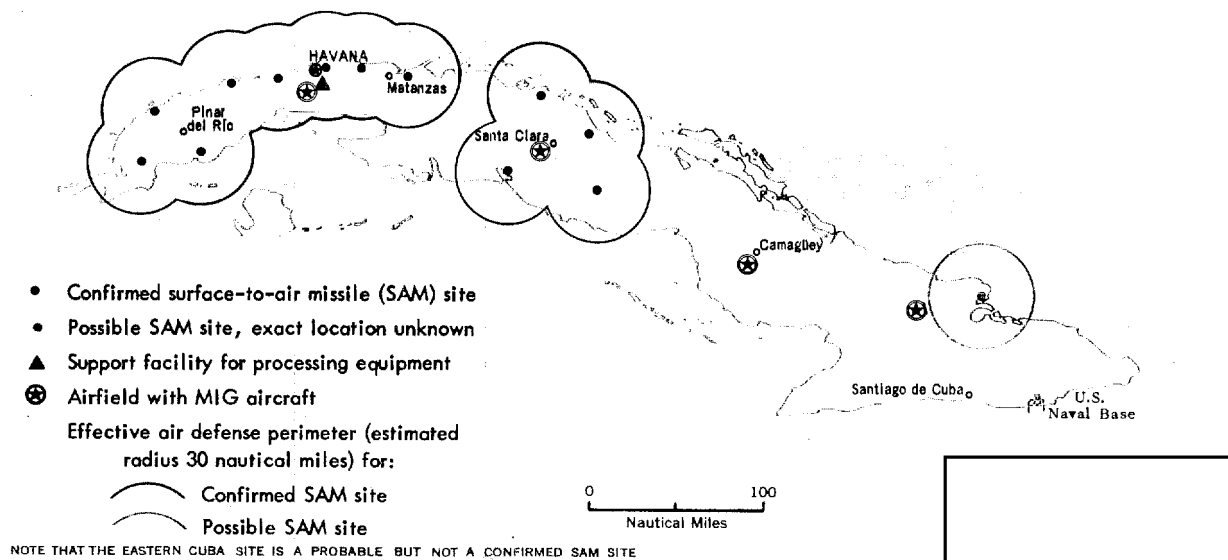 HAVANA
Matanzas
Pinar
del Río
Santa Clara
Camagüey
Santiago de Cuba
U.S.
Naval Base
Confirmed surface-to-air missile (SAM) site
Possible SAM site, exact location unknown
Support facility for processing equipment
Airfield with MIG aircraft
Effective air defense perimeter (estimated
radius 30 nautical miles) for:
Confirmed SAM site
Possible SAM site
0 100
Nautical Miles
NOTE THAT THE EASTERN CUBA SITE IS A PROBABLE BUT NOT A CONFIRMED SAM SITE